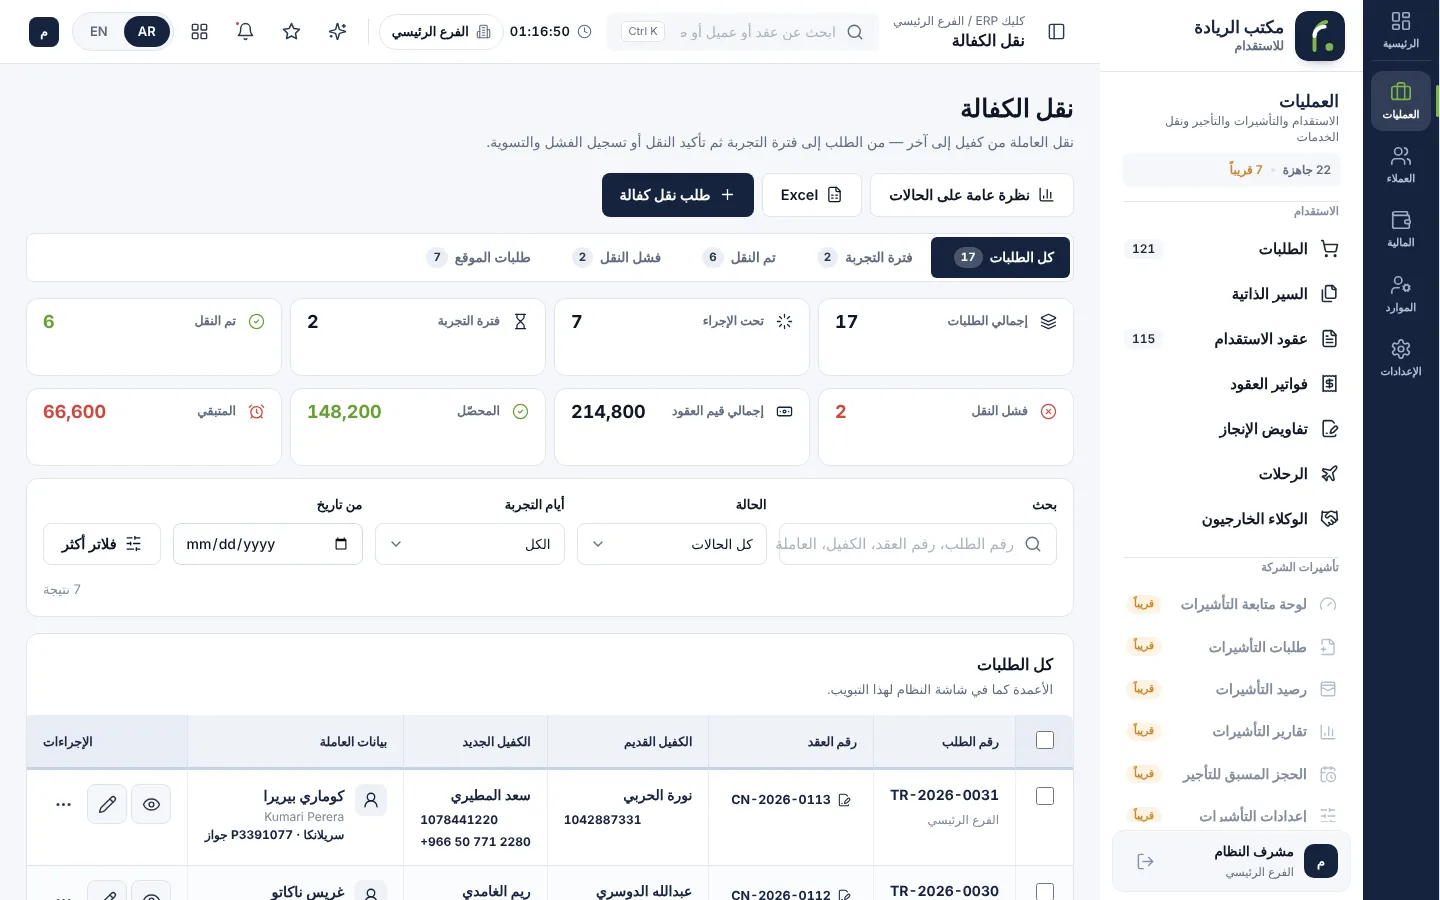 الرئيسية
العمليات
العملاء
المالية
الموارد
الإعدادات
مكتب الريادة
للاستقدام
العمليات
الاستقدام والتأشيرات والتأجير ونقل
الخدمات
22 جاهزة • 7 قريباً
الاستقدام
الطلبات 121
السير الذاتية
عقود الاستقدام 115
فواتير العقود
تفاويض الإنجاز
الرحلات
الوكلاء الخارجيون
تأشيرات الشركة
لوحة متابعة التأشيرات قريباً
طلبات التأشيرات قريباً
رصيد التأشيرات قريباً
تقارير التأشيرات قريباً
الحجز المسبق للتأجير قريباً
إعدادات التأشيرات قريباً
م
مشرف النظام
الفرع الرئيسي
كليك ERP / الفرع الرئيسي
نقل الكفالة
ابحث عن عقد أو عميل أو Ctrl K
01:16:50
الفرع الرئيسي
AR EN
م
نقل الكفالة
نقل العاملة من كفيل إلى آخر — من الطلب إلى فترة التجربة ثم تأكيد النقل أو تسجيل الفشل والتسوية.
نظرة عامة على الحالات
Excel
طلب نقل كفالة
كل الطلبات 17
فترة التجربة 2
تم النقل 6
فشل النقل 2
طلبات الموقع 7
إجمالي الطلبات 17
تحت الإجراء 7
فترة التجربة 2
تم النقل 6
فشل النقل 2
إجمالي قيم العقود 214,800
المحصّل 148,200
المتبقي 66,600
بحث
رقم الطلب، رقم العقد، الكفيل، العاملة
الحالة
كل الحالات
أيام التجربة
الكل
من تاريخ
mm/dd/yyyy
فلاتر أكثر
7 نتيجة
كل الطلبات
الأعمدة كما في شاشة النظام لهذا التبويب.
رقم الطلب رقم العقد الكفيل القديم الكفيل الجديد بيانات العاملة الإجراءات
TR-2026-0031
الفرع الرئيسي
CN-2026-0113
نورة الحربي
1042887331
سعد المطيري
1078441220
+966 50 771 2280
كوماري بيريرا
Kumari Perera
سريلانكا · P3391077 جواز
TR-2026-0030
CN-2026-0112
عبدالله الدوسري
ريم الغامدي
غريس ناكاتو